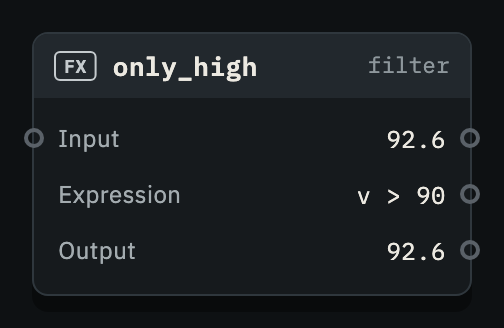 FX only_high filter
Input 92.6
Expression v > 90
Output 92.6